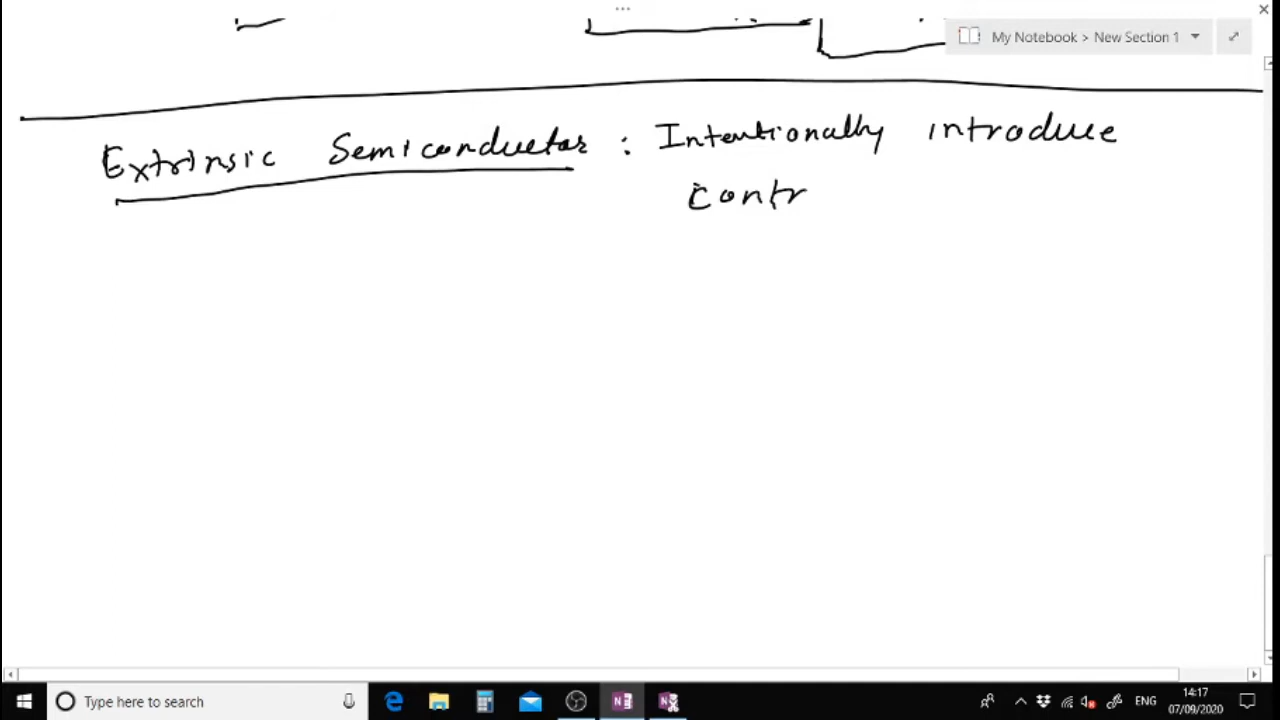 My Notebook > New Section 1
Extrinsic Semiconductor : Intentionally introduce
contr
Type here to search
ENG
14:17
07/09/2020